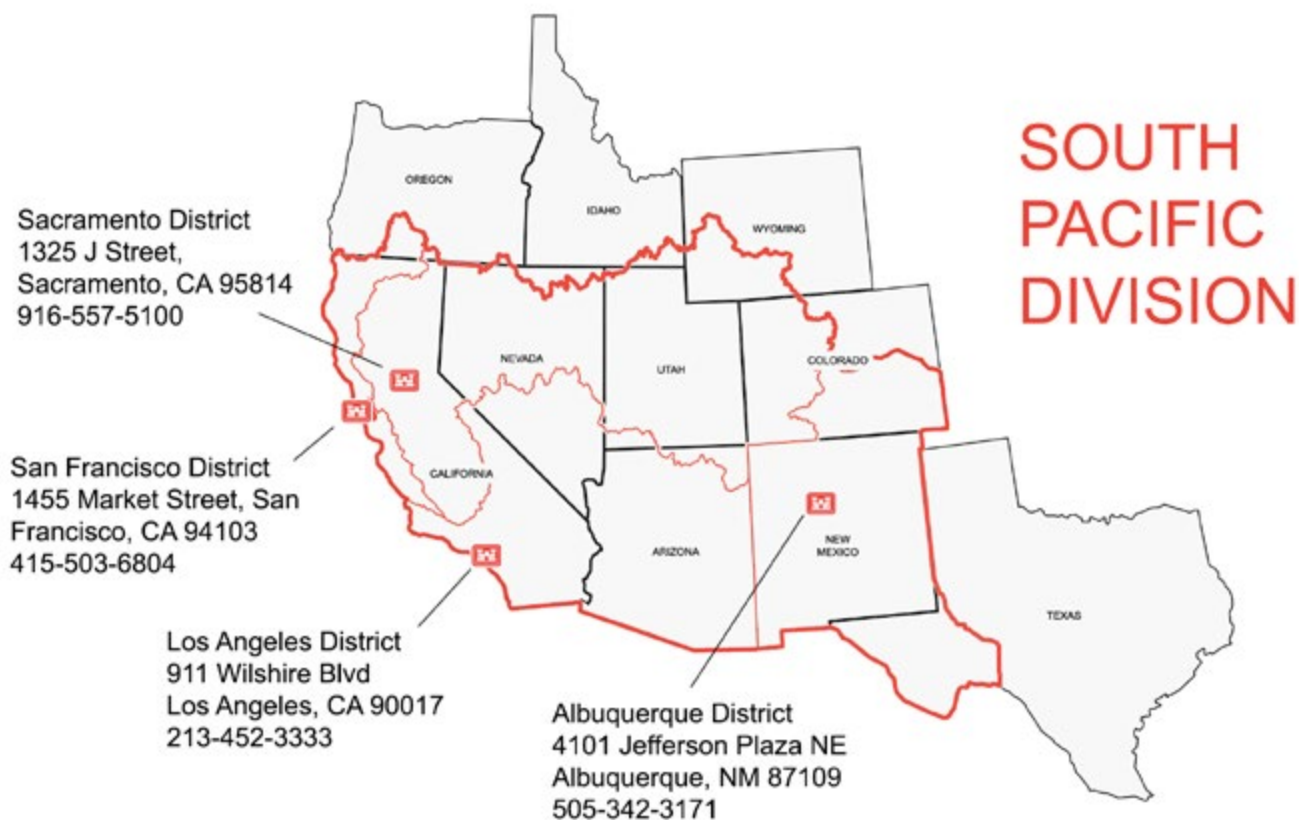 SOUTH
PACIFIC
DIVISION
OREGON
IDAHO
WYOMING
Sacramento District
1325 J Street,
Sacramento, CA 95814
916-557-5100
NEVADA
UTAH
COLORADO
San Francisco District
1455 Market Street, San
Francisco, CA 94103
415-503-6804
CALIFORNIA
ARIZONA
NEW
MEXICO
TEXAS
Los Angeles District
911 Wilshire Blvd
Los Angeles, CA 90017
213-452-3333
Albuquerque District
4101 Jefferson Plaza NE
Albuquerque, NM 87109
505-342-3171